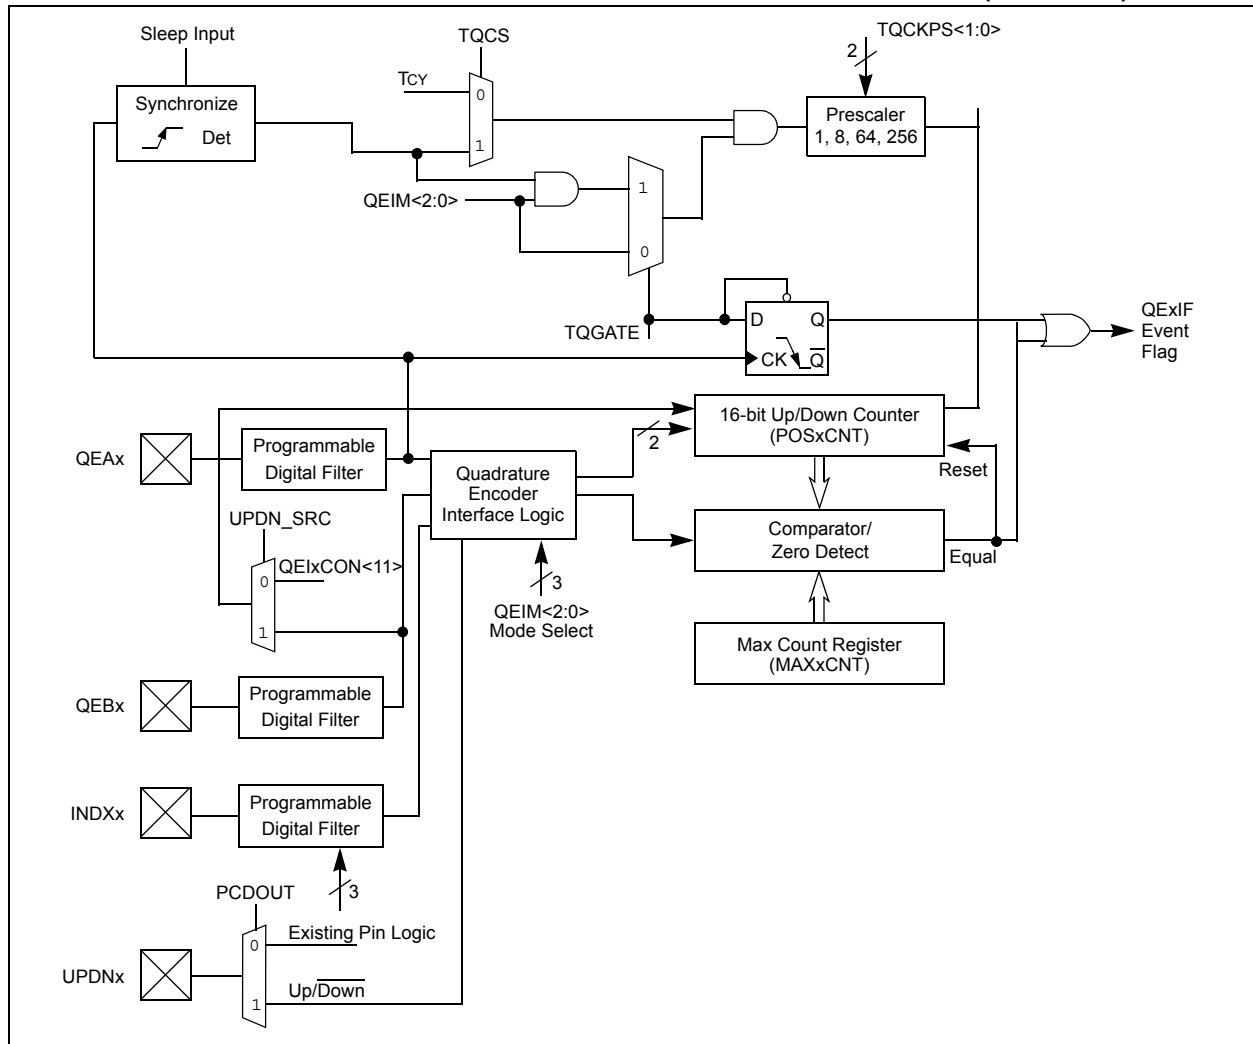 Sleep Input
TQCS
TQCKPS<1:0>
2
TCY
0
1
Synchronize
Det
Prescaler
1, 8, 64, 256
QEIM<2:0>
1
0
TQGATE
D Q
CK Q
QExIF
Event
Flag
16-bit Up/Down Counter
(POSxCNT)
2
Reset
QEAx
Programmable
Digital Filter
Quadrature
Encoder
Interface Logic
Comparator/
Zero Detect
Equal
UPDN_SRC
0
QEIxCON<11>
1
3
QEIM<2:0>
Mode Select
Max Count Register
(MAXxCNT)
QEBx
Programmable
Digital Filter
INDXx
Programmable
Digital Filter
3
PCDOUT
0
Existing Pin Logic
UPDNx
1
Up/Down